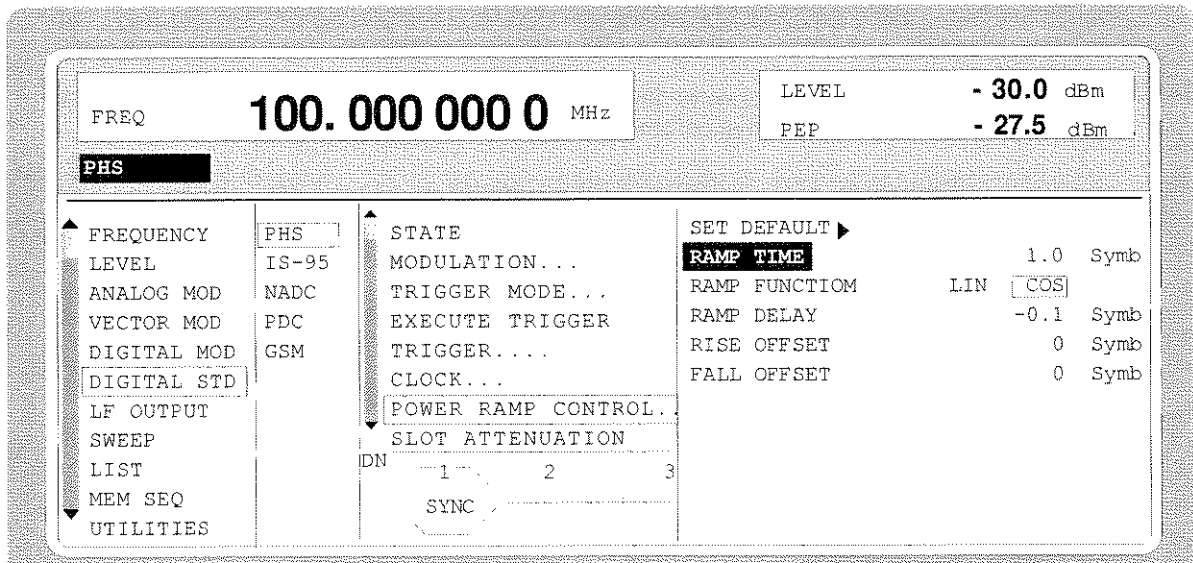 FREQ 100. 000 000 0 MHz
LEVEL - 30.0 dBm
PEP - 27.5 dBm
PHS
FREQUENCY
LEVEL
ANALOG MOD
VECTOR MOD
DIGITAL MOD
DIGITAL STD
LF OUTPUT
SWEEP
LIST
MEM SEQ
UTILITIES
PHS
IS-95
NADC
PDC
GSM
STATE
MODULATION...
TRIGGER MODE...
EXECUTE TRIGGER
TRIGGER....
CLOCK...
POWER RAMP CONTROL..
SLOT ATTENUATION
DN 1 2 3
SYNC
SET DEFAULT
RAMP TIME 1.0 Symb
RAMP FUNCTIOM LIN COS
RAMP DELAY -0.1 Symb
RISE OFFSET 0 Symb
FALL OFFSET 0 Symb